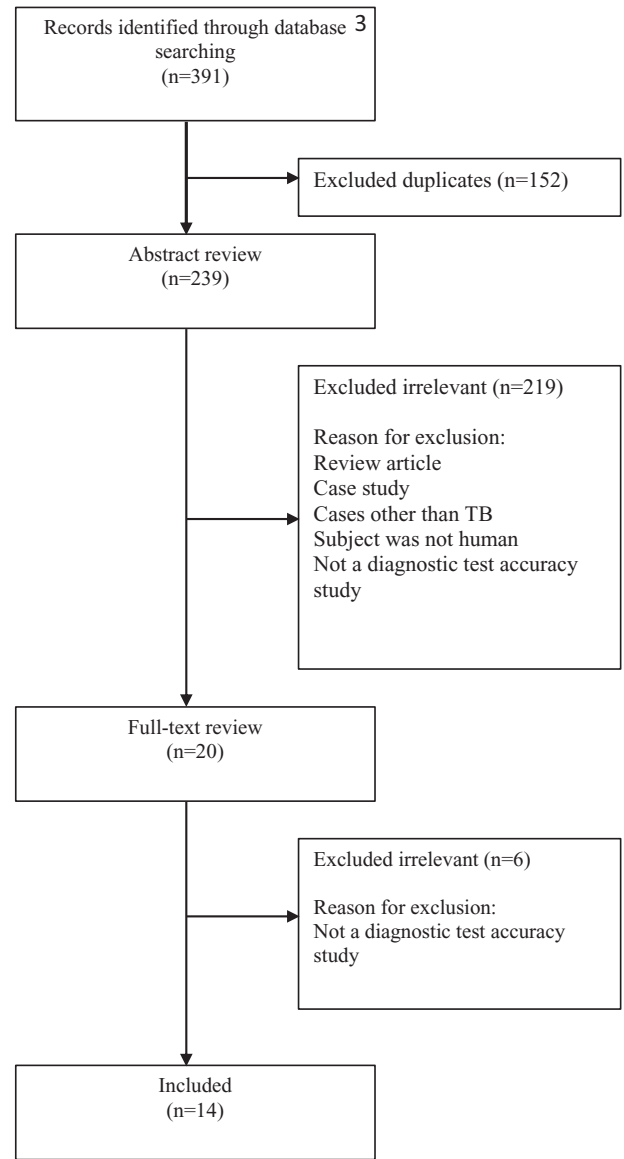 Records identified through database 3
searching
(n=391)
Excluded duplicates (n=152)
Abstract review
(n=239)
Excluded irrelevant (n=219)
Reason for exclusion:
Review article
Case study
Cases other than TB
Subject was not human
Not a diagnostic test accuracy
study
Full-text review
(n=20)
Excluded irrelevant (n=6)
Reason for exclusion:
Not a diagnostic test accuracy
study
Included
(n=14)